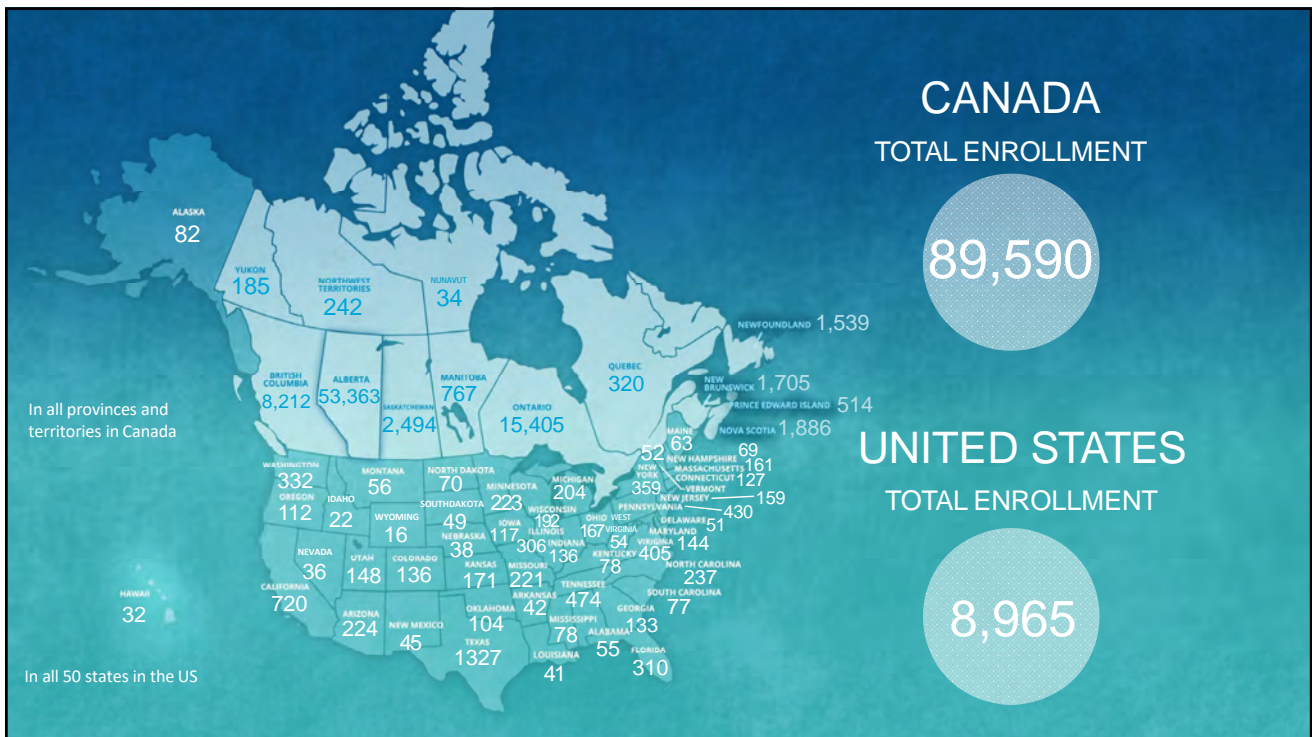 CANADA
TOTAL ENROLLMENT
89,590
ALASKA
82
YUKON
185
NORTHWEST
TERRITORIES
242
NUNAVUT
34
NEWFOUNDLAND 1,539
BRITISH
COLUMBIA
8,212
ALBERTA
53,363
SASKATCHEWAN
2,494
MANITOBA
767
ONTARIO
15,405
QUEBEC
320
NEW
BRUNSWICK 1,705
PRINCE EDWARD ISLAND 514
NOVA SCOTIA 1,886
In all provinces and
territories in Canada
UNITED STATES
TOTAL ENROLLMENT
8,965
WASHINGTON
332
OREGON
112
IDAHO
22
MONTANA
56
WYOMING
16
NORTH DAKOTA
70
SOUTHDAKOTA
49
NEBRASKA
38
MINNESOTA
223
IOWA
117
WISCONSIN
192
ILLINOIS
306
MICHIGAN
204
INDIANA
136
OHIO
167
WEST
VIRGINIA
54
KENTUCKY
78
VIRIGINA
405
MAINE
63
52
NEW HAMPSHIRE 69
MASSACHUSETTS 161
CONNECTICUT 127
VERMONT
NEW YORK
359
NEW JERSEY 159
PENNSYLVANIA 430
DELAWARE 51
MARYLAND 144
NORTH CAROLINA
237
SOUTH CAROLINA
77
NEVADA
36
UTAH
148
COLORADO
136
KANSAS
171
MISSOURI
221
CALIFORNIA
720
ARIZONA
224
NEW MEXICO
45
OKLAHOMA
104
TEXAS
1327
ARKANSAS
42
TENNESSEE
474
MISSISSIPPI
78
ALABAMA
55
GEORGIA
133
LOUISIANA
41
FLORIDA
310
HAWAII
32
In all 50 states in the US